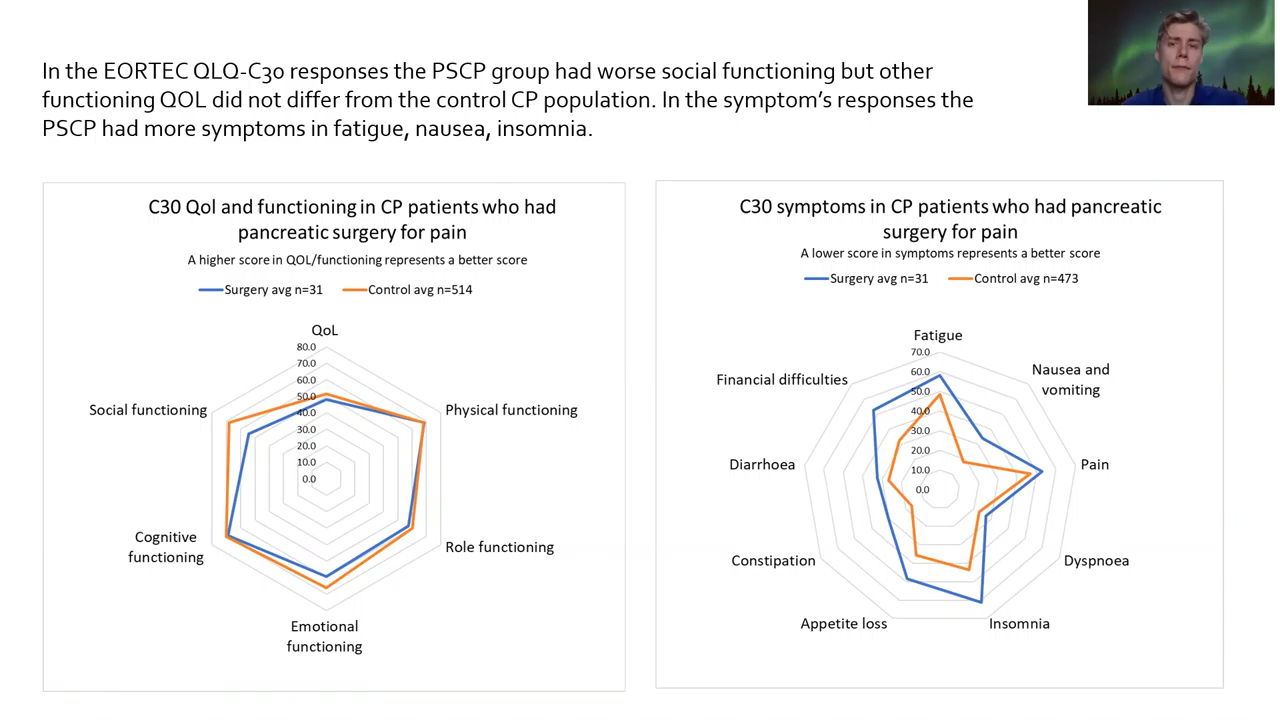 In the EORTEC QLQ-C30 responses the PSCP group had worse social functioning but other
functioning QOL did not differ from the control CP population. In the symptom's responses the
PSCP had more symptoms in fatigue, nausea, insomnia.
C30 Qol and functioning in CP patients who had
pancreatic surgery for pain
A higher score in QOL/functioning represents a better score
Surgery avg n=31 Control avg n=514
QoL
80.0
70.0
60.0
50.0
40.0
30.0
20.0
10.0
0.0
Social functioning
Physical functioning
Cognitive
functioning
Role functioning
Emotional
functioning
C30 symptoms in CP patients who had pancreatic
surgery for pain
A lower score in symptoms represents a better score
Surgery avg n=31 Control avg n=473
Fatigue
70.0
60.0
50.0
40.0
30.0
20.0
10.0
0.0
Financial difficulties
Nausea and
vomiting
Diarrhoea
Pain
Constipation
Dyspnoea
Appetite loss
Insomnia